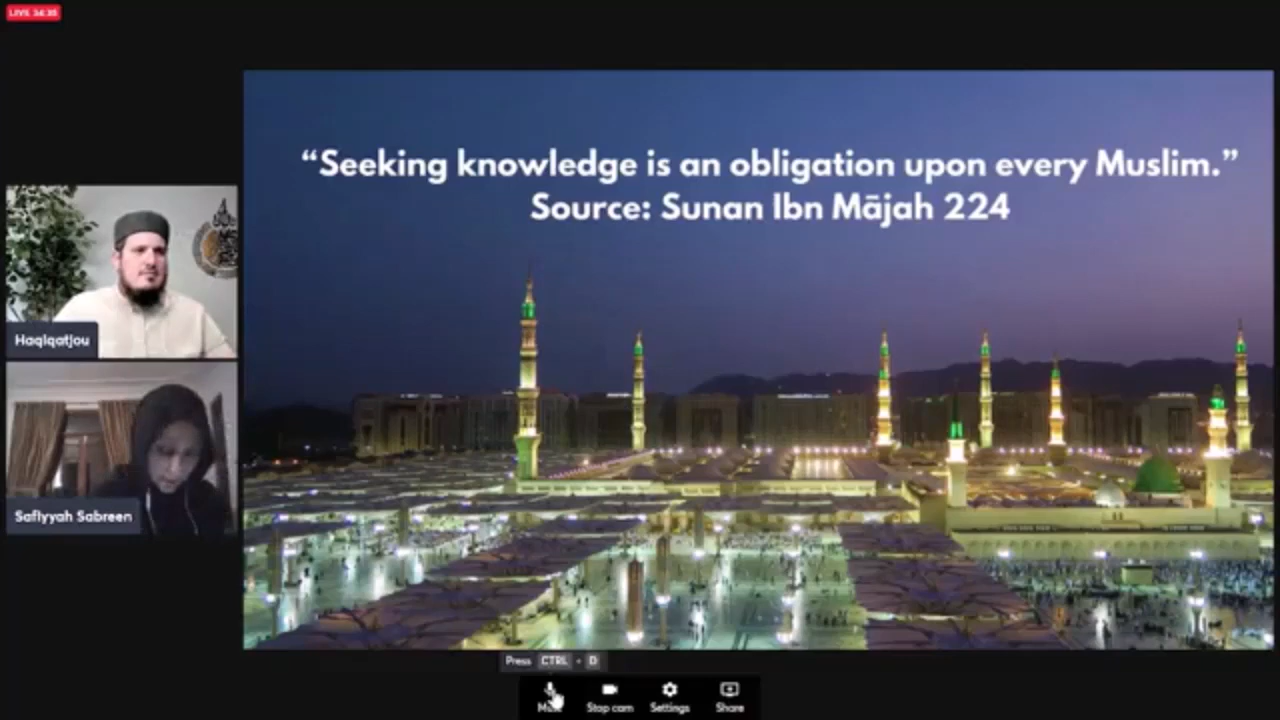 LIVE 34:35
“Seeking knowledge is an obligation upon every Muslim.”
Source: Sunan Ibn Mājah 224
Haqiqatjou
Safiyyah Sabreen
Press CTRL + D
Mute
Stop cam
Settings
Share